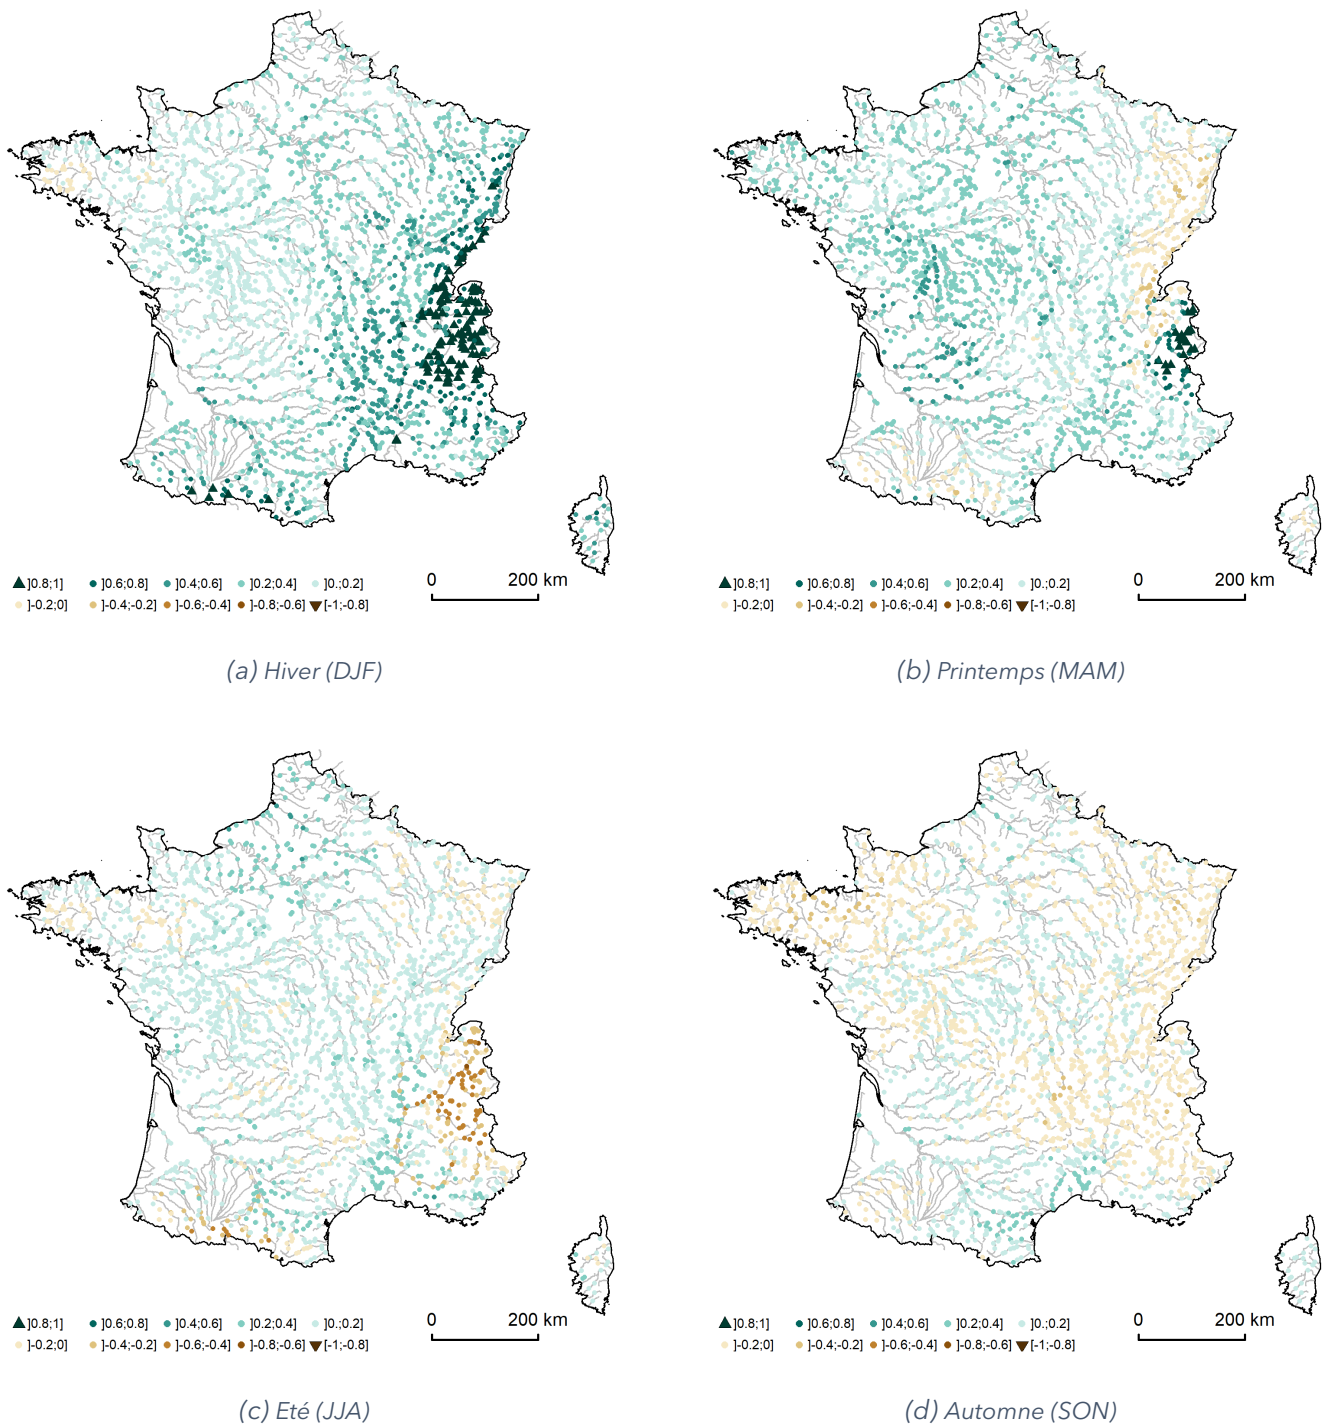 ]0.8;1] ]0.6;0.8] ]0.4;0.6] ]0.2;0.4] ]0.;0.2]
]-0.2;0] ]-0.4;-0.2] ]-0.6;-0.4] ]-0.8;-0.6] [-1;-0.8]
0 200 km
]0.8;1] ]0.6;0.8] ]0.4;0.6] ]0.2;0.4] ]0.;0.2]
]-0.2;0] ]-0.4;-0.2] ]-0.6;-0.4] ]-0.8;-0.6] [-1;-0.8]
0 200 km
(a) Hiver (DJF)
(b) Printemps (MAM)
]0.8;1] ]0.6;0.8] ]0.4;0.6] ]0.2;0.4] ]0.;0.2]
]-0.2;0] ]-0.4;-0.2] ]-0.6;-0.4] ]-0.8;-0.6] [-1;-0.8]
0 200 km
]0.8;1] ]0.6;0.8] ]0.4;0.6] ]0.2;0.4] ]0.;0.2]
]-0.2;0] ]-0.4;-0.2] ]-0.6;-0.4] ]-0.8;-0.6] [-1;-0.8]
0 200 km
(c) Eté (JJA)
(d) Automne (SON)